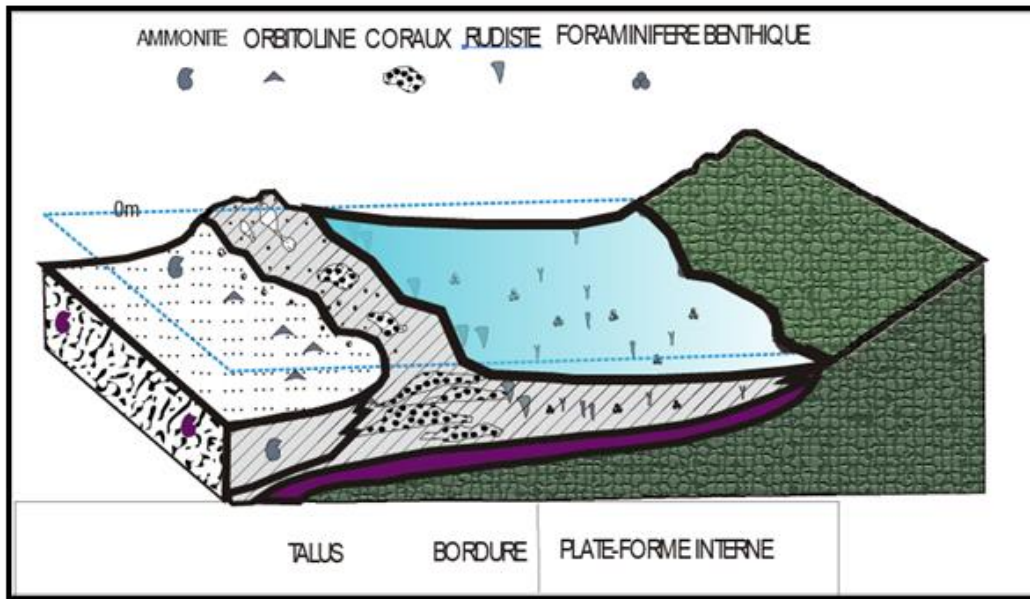 AMMONITE ORBITOLINE CORAUX RUDISTE FORAMINIFERE BENTHIQUE
0m
TALUS BORDURE PLATE-FORME INTERNE